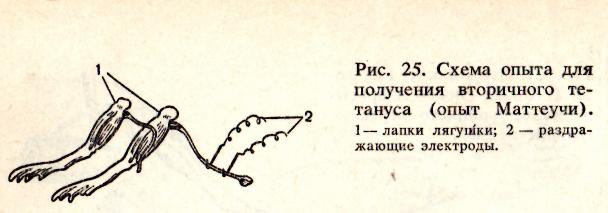 1
2
Рис. 25. Схема опыта для
получения вторичного те-
тануса (опыт Маттеучи).
1— лапки лягушки; 2 — раздра-
жающие электроды.